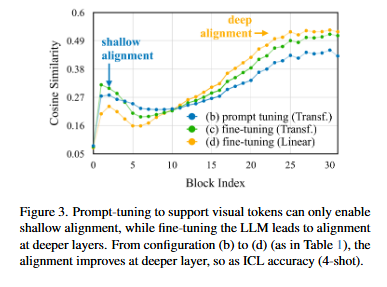 0.6
0.49
0.38
0.27
0.16
0.05
Cosine Similarity
shallow
alignment
deep
alignment
(b) prompt tuning (Transf.)
(c) fine-tuning (Transf.)
(d) fine-tuning (Linear)
0 5 10 15 20 25 30
Block Index
Figure 3. Prompt-tuning to support visual tokens can only enable
shallow alignment, while fine-tuning the LLM leads to alignment
at deeper layers. From configuration (b) to (d) (as in Table 1), the
alignment improves at deeper layer, so as ICL accuracy (4-shot).